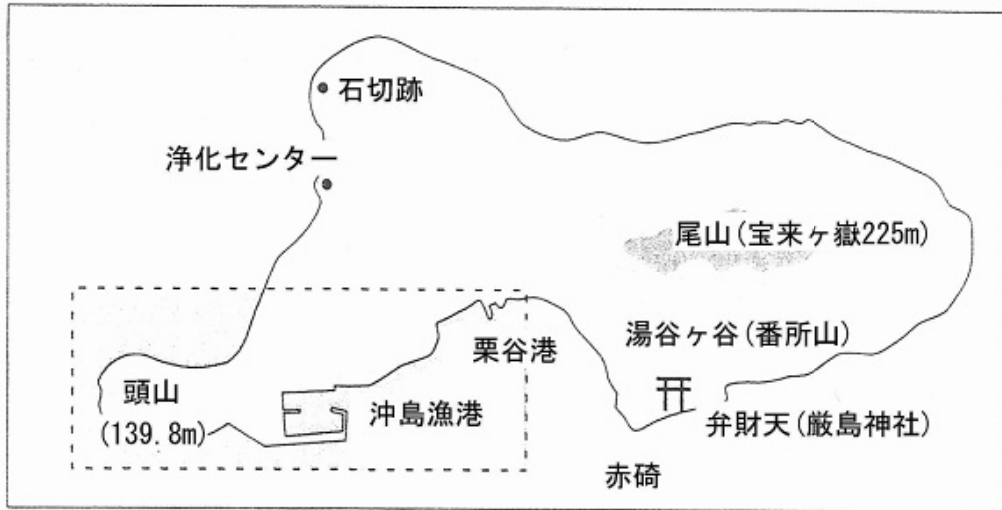 石切跡
浄化センター
尾山(宝来ヶ嶽225m)
湯谷ヶ谷(番所山)
栗谷港
頭山
(139.8m)
沖島漁港
弁財天(厳島神社)
赤碕